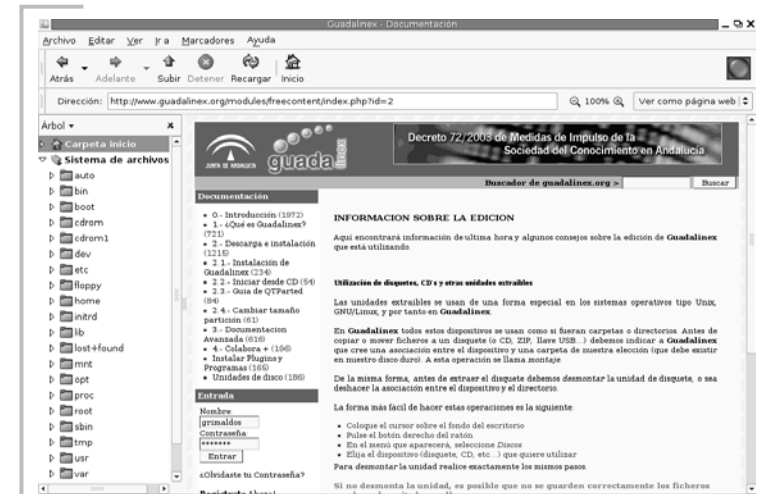 Guadalinex - Documentación
Archivo Editar Ver Ir a Marcadores Ayuda
Atrás Adelante Subir Detener Recargar Inicio
Dirección: http://www.guadalinex.org/modules/freecontent/index.php?id=2 100% Ver como página web
Árbol
Carpeta inicio
Sistema de archivos
auto
bin
boot
cdrom
cdrom1
dev
etc
floppy
home
initrd
lib
lost+found
mnt
opt
proc
root
sbin
tmp
usr
var
JUNTA DE ANDALUCIA
guadalinex
Decreto 72/2003 de Medidas de Impulso de la
Sociedad del Conocimiento en Andalucía
Buscador de guadalinex.org > Buscar
Documentación
0.- Introducción (1972)
1.- ¿Qué es Guadalinex?
(721)
2.- Descarga e instalación
(1215)
2.1.- Instalación de
Guadalinex (234)
2.2.- Iniciar desde CD (54)
2.3.- Guia de QTParted
(84)
2.4.- Cambiar tamaño
partición (61)
3.- Documentacion
Avanzada (616)
4.- Colabora + (196)
Instalar Plugins y
Programas (165)
Unidades de disco (186)
Entrada
Nombre
grimaldos
Contraseña
*******
Entrar
¿Olvidaste tu Contraseña?
Regístrate Ahora!
INFORMACION SOBRE LA EDICION
Aquí encontrará información de ultima hora y algunos consejos sobre la edición de Guadalinex
que está utilizando.
Utilización de disquetes, CD's y otras unidades extraibles
Las unidades extraibles se usan de una forma especial en los sistemas operativos tipo Unix,
GNU/Linux, y por tanto en Guadalinex.
En Guadalinex todos estos dispositivos se usan como si fueran carpetas o directorios. Antes de
copiar o mover ficheros a un disquete (o CD, ZIP, llave USB...) debemos indicar a Guadalinex
que cree una asociación entre el dispositivo y una carpeta de nuestra elección (que debe existir
en nuestro disco duro). A esta operación se llama montaje.
De la misma forma, antes de extraer el disquete debemos desmontar la unidad de disquete, o sea
deshacer la asociación entre el dispositivo y el directorio.
La forma más fácil de hacer estas operaciones es la siguiente:
Coloque el cursor sobre el fondo del escritorio
Pulse el botón derecho del ratón
En el menú que aparecerá, seleccione Discos
Elija el dispositivo (disquete, CD, etc...) que quiere utilizar
Para desmontar la unidad realice exactamente los mismos pasos.
Si no desmonta la unidad, es posible que no se guarden correctamente los ficheros